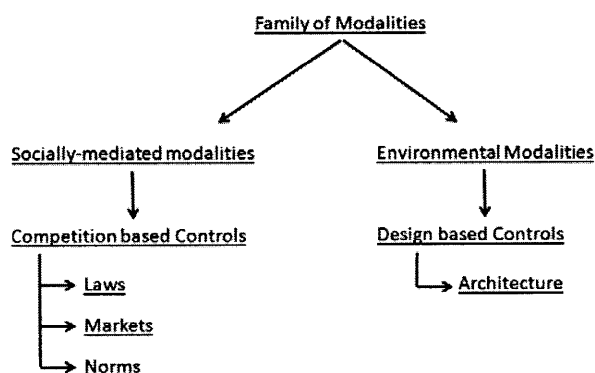 Family of Modalities
Socially-mediated modalities
Environmental Modalities
Competition based Controls
Design based Controls
Laws
Architecture
Markets
Norms